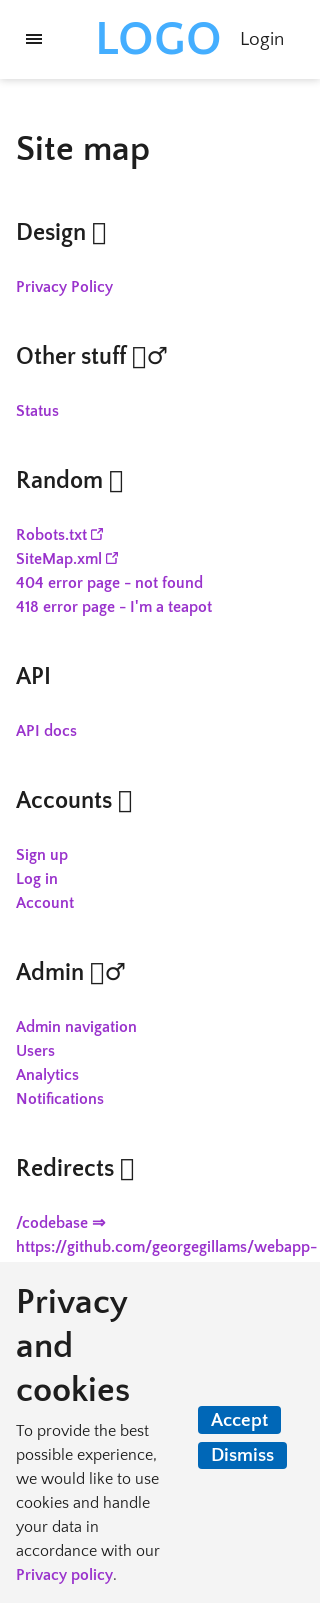 LOGO Login
Site map
Design
Privacy Policy
Other stuff ♂
Status
Random
Robots.txt
SiteMap.xml
404 error page - not found
418 error page - I'm a teapot
API
API docs
Accounts
Sign up
Log in
Account
Admin ♂
Admin navigation
Users
Analytics
Notifications
Redirects
/codebase ⇒
https://github.com/georgegillams/webapp-
Privacy
and
cookies
To provide the best
possible experience,
we would like to use
cookies and handle
your data in
accordance with our
Privacy policy.
Accept
Dismiss